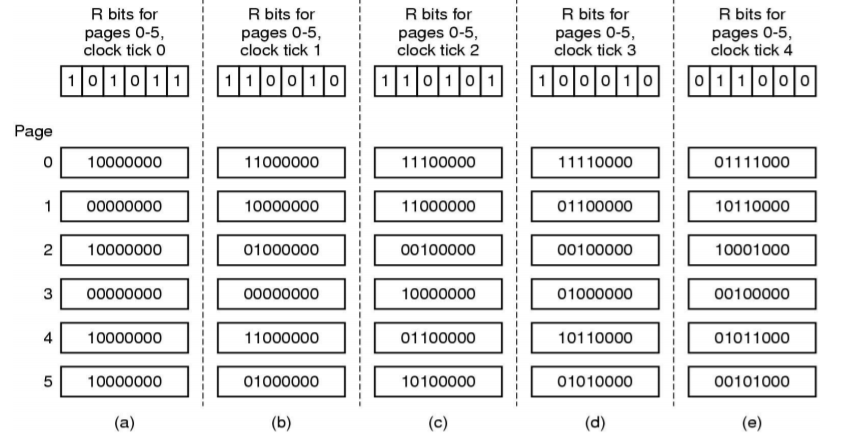 R bits for pages 0-5, clock tick 0
R bits for pages 0-5, clock tick 1
R bits for pages 0-5, clock tick 2
R bits for pages 0-5, clock tick 3
R bits for pages 0-5, clock tick 4
1 0 1 0 1 1
1 1 0 0 1 0
1 1 0 1 0 1
1 0 0 0 1 0
0 1 1 0 0 0
Page
0 10000000 11000000 11100000 11110000 01111000
1 00000000 10000000 11000000 01100000 10110000
2 10000000 01000000 00100000 00100000 10001000
3 00000000 00000000 10000000 01000000 00100000
4 10000000 11000000 01100000 10110000 01011000
5 10000000 01000000 10100000 01010000 00101000
(a) (b) (c) (d) (e)